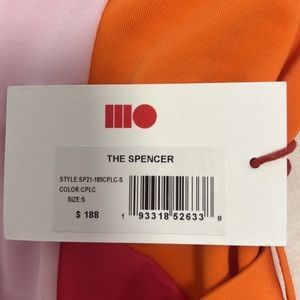 THE SPENCER
STYLE:SP21-185CPLC-S
COLOR:CPLC
SIZE:S
$ 188
1 93318 52633 8